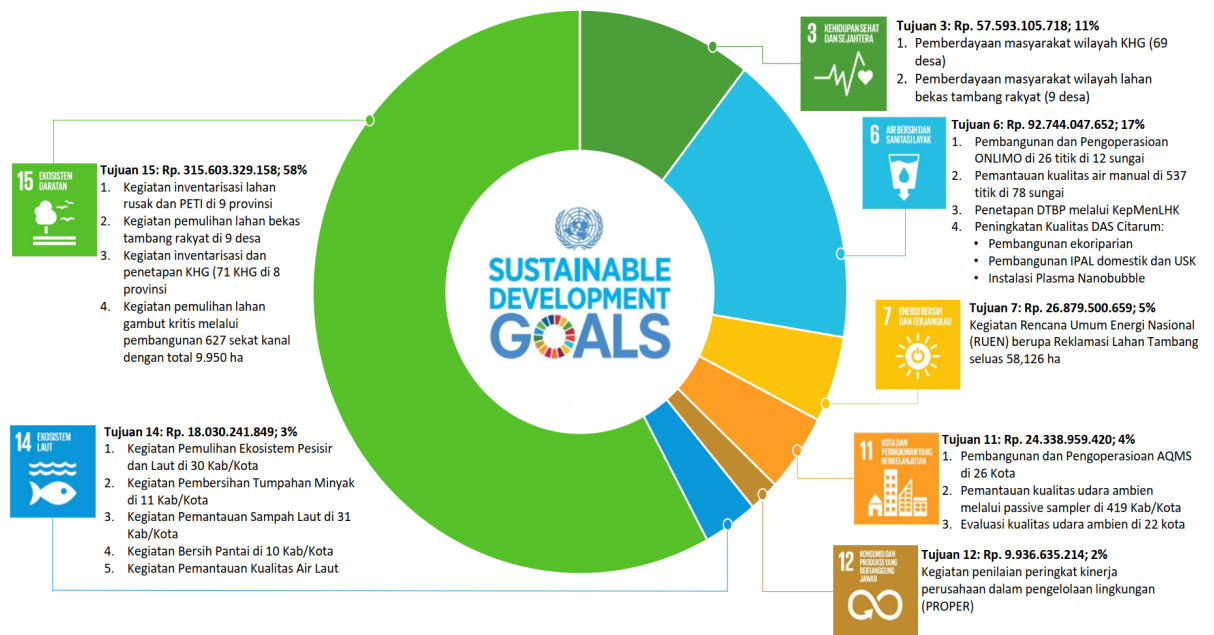 3 KEHIDUPAN SEHAT
DAN SEJAHTERA
Tujuan 3: Rp. 57.593.105.718; 11%
1. Pemberdayaan masyarakat wilayah KHG (69
desa)
2. Pemberdayaan masyarakat wilayah lahan
bekas tambang rakyat (9 desa)
6 AIR BERSIH DAN
SANITASI LAYAK
Tujuan 6: Rp. 92.744.047.652; 17%
1. Pembangunan dan Pengoperasioan
ONLIMO di 26 titik di 12 sungai
2. Pemantauan kualitas air manual di 537
titik di 78 sungai
3 Penetapan DTBP melalui KepMenLHK
4. Peningkatan Kualitas DAS Citarum:
• Pembangunan ekoriparian
• Pembangunan IPAL domestik dan USK
• Instalasi Plasma Nanobubble
7 ENERGI BERSIH
DAN TERJANGKAU
Tujuan 7: Rp. 26.879.500.659; 5%
Kegiatan Rencana Umum Energi Nasional
(RUEN) berupa Reklamasi Lahan Tambang
seluas 58,126 ha
11 KOTA DAN
PERMUKIMAN YANG
BERKELANJUTAN
Tujuan 11: Rp. 24.338.959.420; 4%
1. Pembangunan dan Pengoperasioan AQMS
di 26 Kota
2. Pemantauan kualitas udara ambien
melalui passive sampler di 419 Kab/Kota
3. Evaluasi kualitas udara ambien di 22 kota
12 KONSUMSI DAN
PRODUKSI YANG
BERTANGGUNG
JAWAB
Tujuan 12: Rp. 9.936.635.214; 2%
Kegiatan penilaian peringkat kinerja
perusahaan dalam pengelolaan lingkungan
(PROPER)
14 EKOSISTEM
LAUT
Tujuan 14: Rp. 18.030.241.849; 3%
1. Kegiatan Pemulihan Ekosistem Pesisir
dan Laut di 30 Kab/Kota
2. Kegiatan Pembersihan Tumpahan Minyak
di 11 Kab/Kota
3. Kegiatan Pemantauan Sampah Laut di 31
Kab/Kota
4. Kegiatan Bersih Pantai di 10 Kab/Kota
5. Kegiatan Pemantauan Kualitas Air Laut
15 EKOSISTEM
DARATAN
Tujuan 15: Rp. 315.603.329.158; 58%
1. Kegiatan inventarisasi lahan
rusak dan PETI di 9 provinsi
2. Kegiatan pemulihan lahan bekas
tambang rakyat di 9 desa
3. Kegiatan inventarisasi dan
penetapan KHG (71 KHG di 8
provinsi
4. Kegiatan pemulihan lahan
gambut kritis melalui
pembangunan 627 sekat kanal
dengan total 9.950 ha
SUSTAINABLE
DEVELOPMENT
GOALS